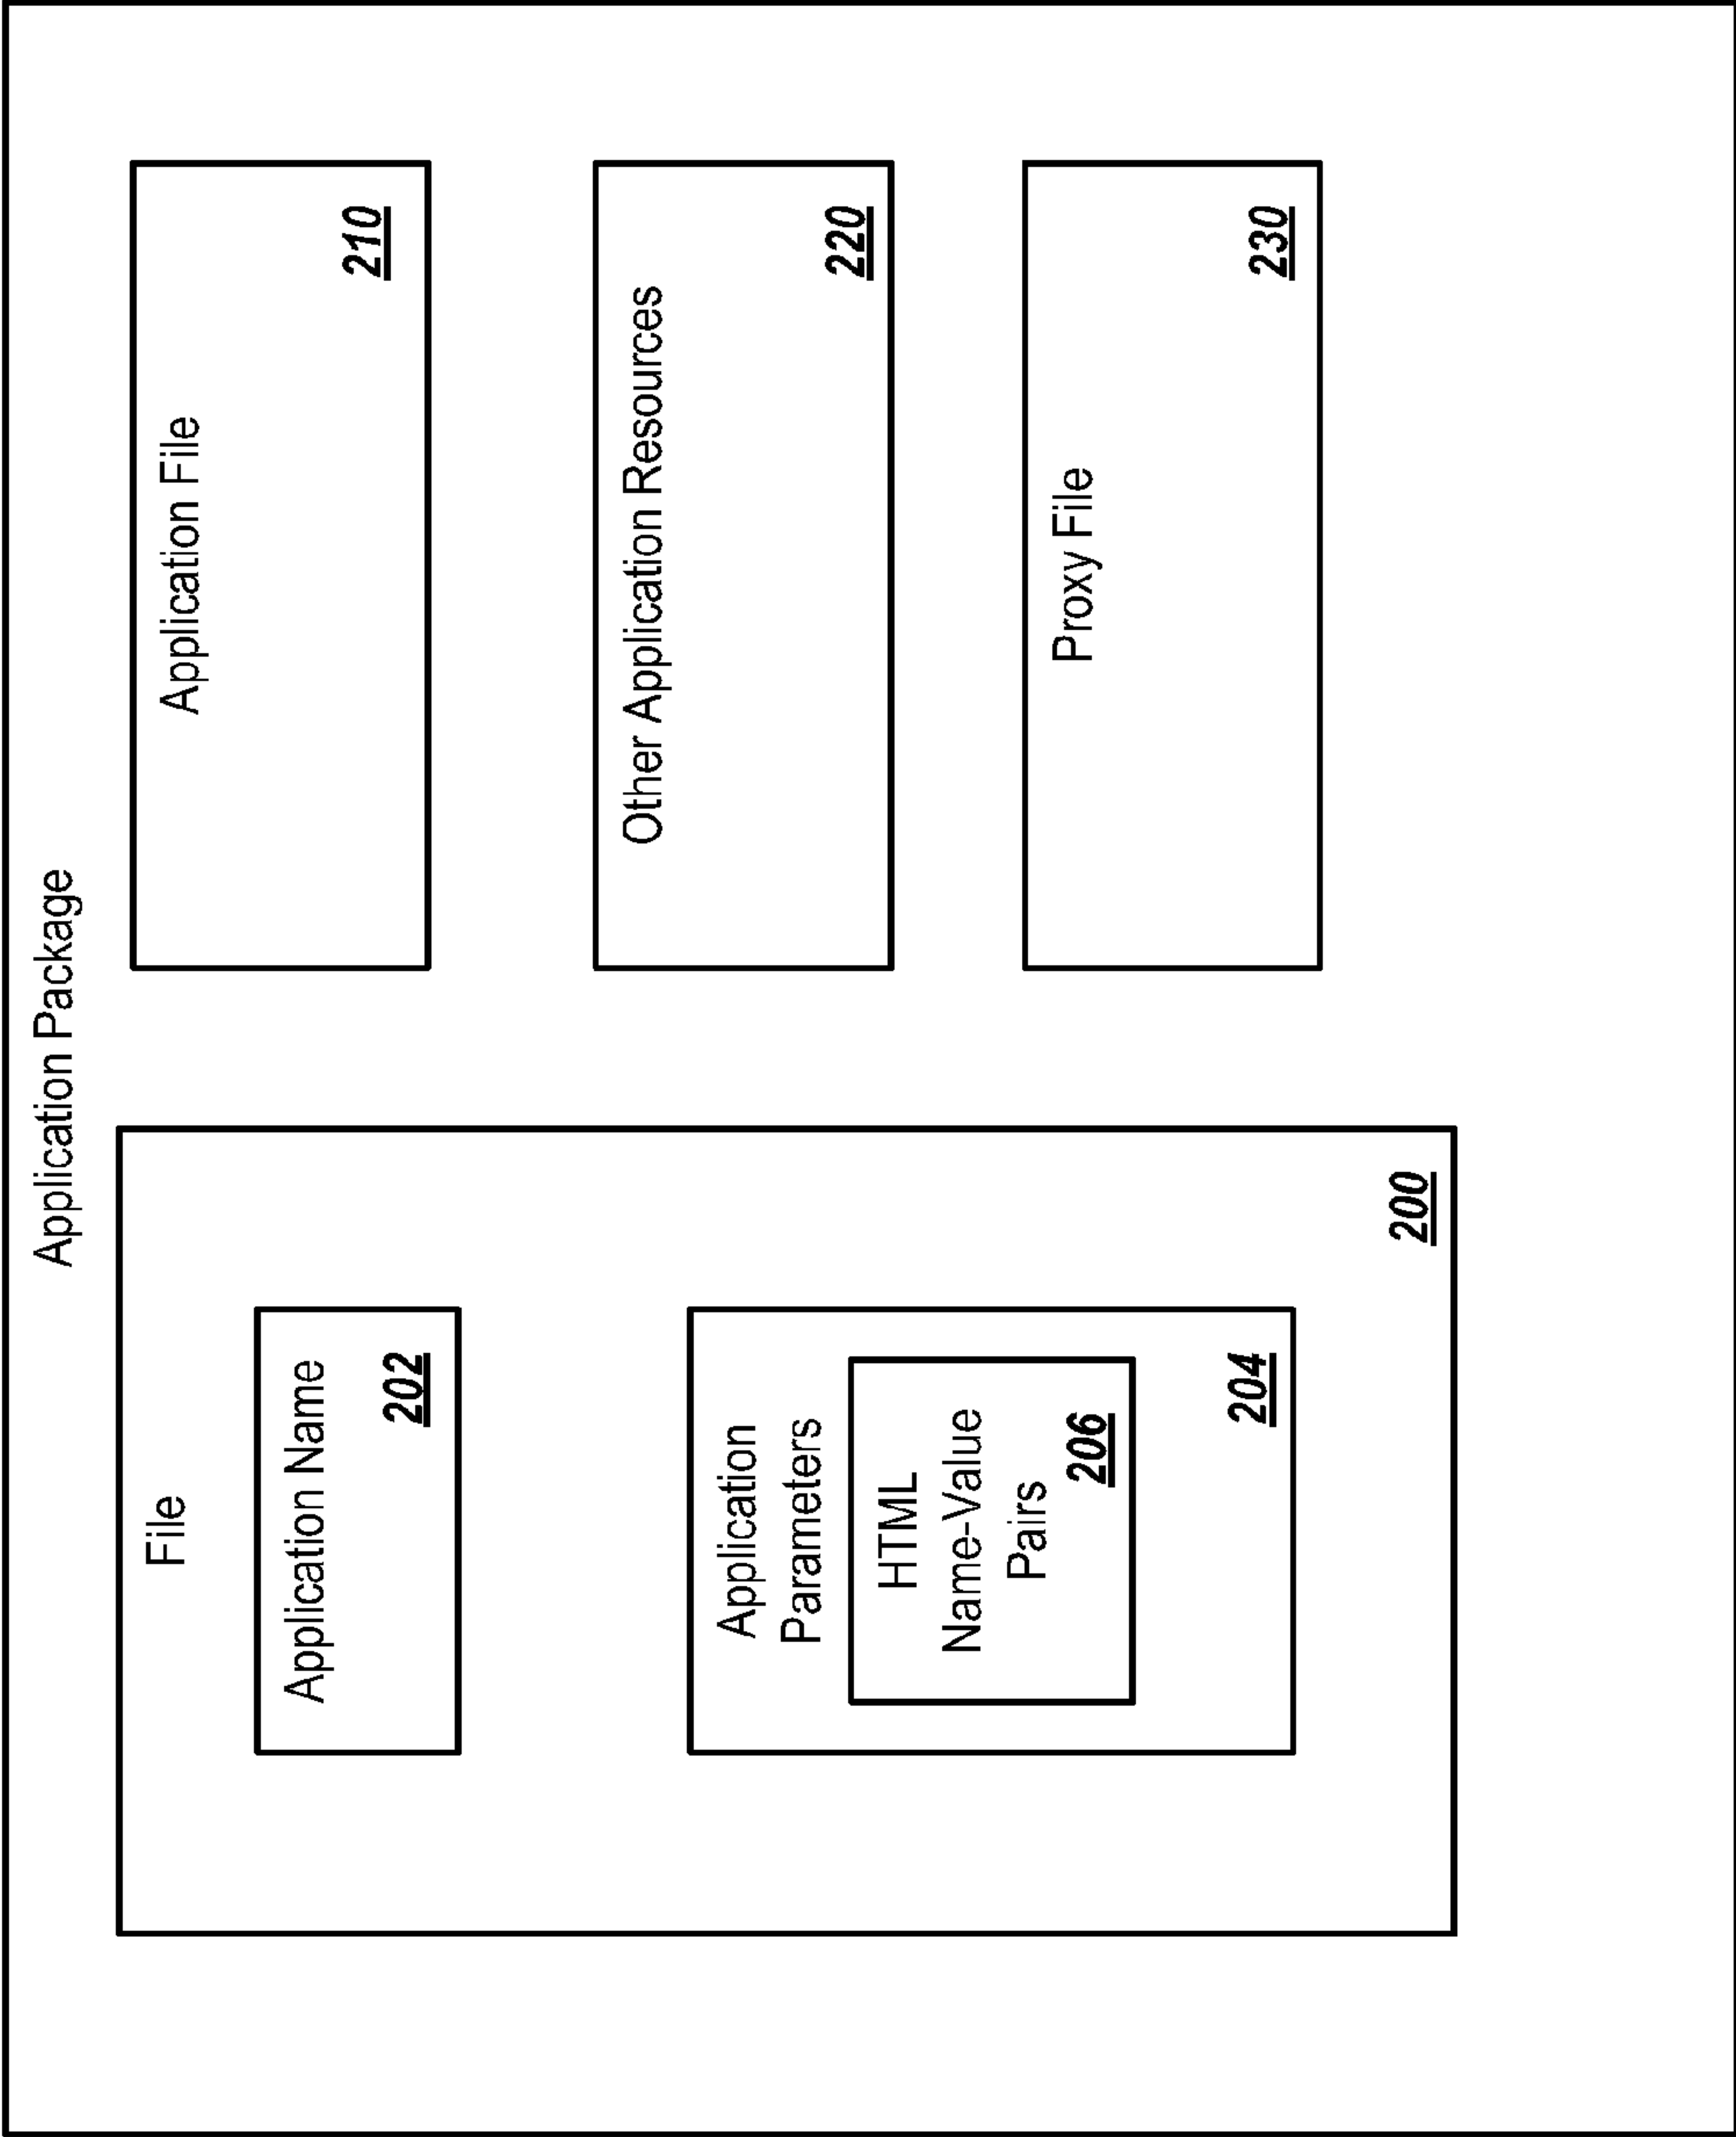 Application Package
File
Application Name
202
Application
Parameters
HTML
Name-Value
Pairs
206
204
200
Application File
210
Other Application Resources
220
Proxy File
230